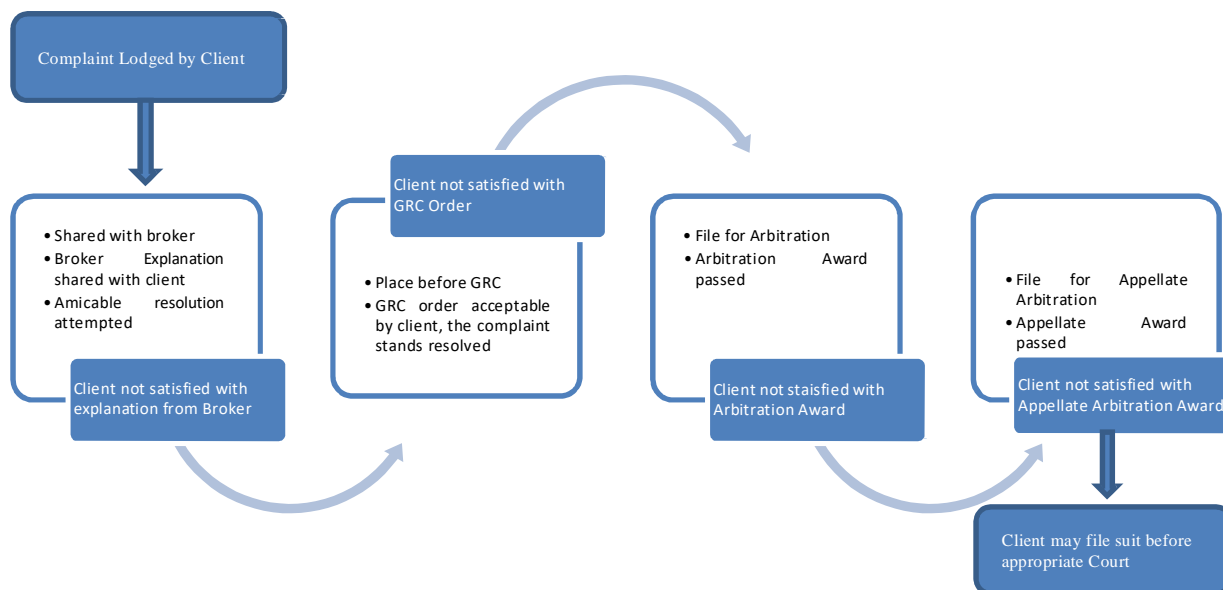 Complaint Lodged by Client
• Shared with broker
• Broker Explanation
shared with client
• Amicable resolution
attempted
Client not satisfied with
explanation from Broker
Client not satisfied with
GRC Order
• Place before GRC
• GRC order acceptable
by client, the complaint
stands resolved
• File for Arbitration
• Arbitration Award
passed
Client not staisfied with
Arbitration Award
• File for Appellate
Arbitration
• Appellate Award
passed
Client not satisfied with
Appellate Arbitration Award
Client may file suit before
appropriate Court